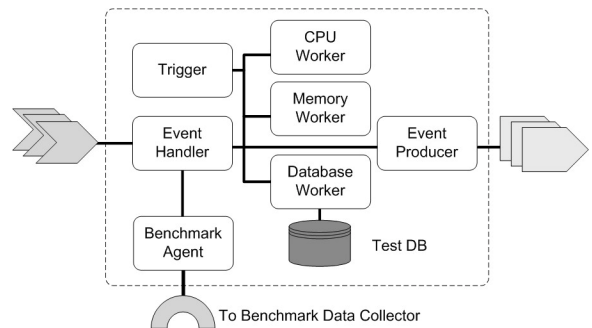 CPU
Worker
Trigger
Memory
Worker
Event
Handler
Event
Producer
Database
Worker
Benchmark
Agent
Test DB
To Benchmark Data Collector